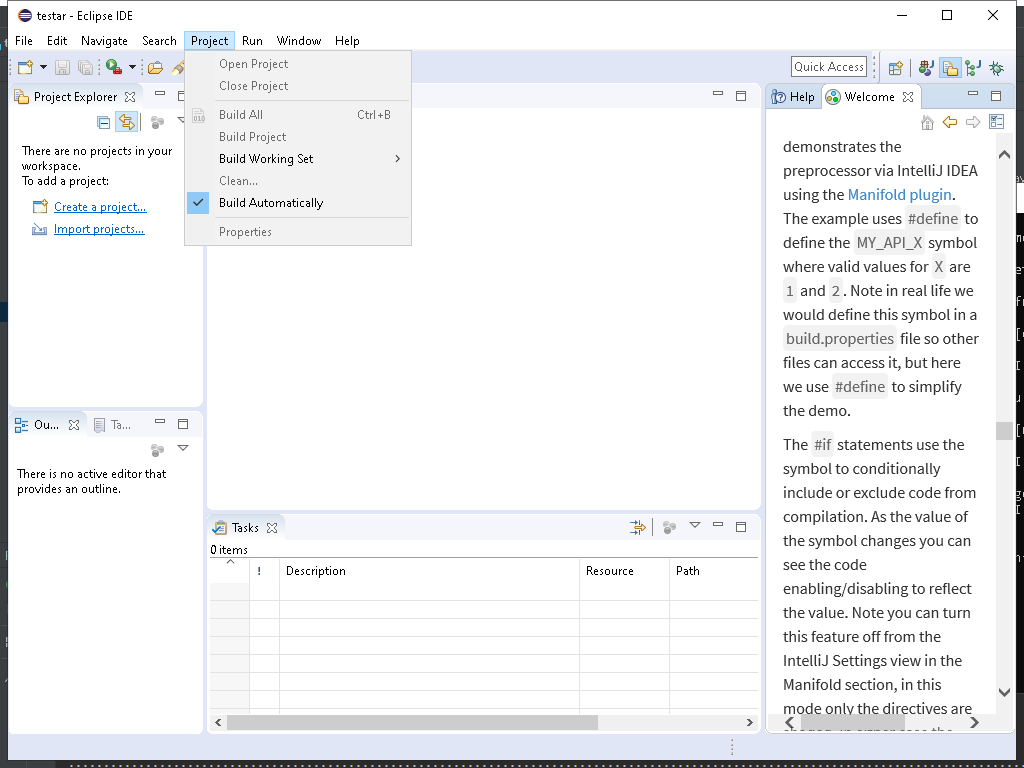 testar - Eclipse IDE
File Edit Navigate Search Project Run Window Help
Quick Access
Open Project
Close Project
Build All Ctrl+B
Build Project
Build Working Set
Clean...
Build Automatically
Properties
Project Explorer
There are no projects in your
workspace.
To add a project:
Create a project...
Import projects...
Ou... Ta...
There is no active editor that
provides an outline.
Tasks
0 items
! Description Resource Path
Help Welcome
demonstrates the
preprocessor via IntelliJ IDEA
using the Manifold plugin.
The example uses #define to
define the MY_API_X symbol
where valid values for X are
1 and 2. Note in real life we
would define this symbol in a
build.properties file so other
files can access it, but here
we use #define to simplify
the demo.
The #if statements use the
symbol to conditionally
include or exclude code from
compilation. As the value of
the symbol changes you can
see the code
enabling/disabling to reflect
the value. Note you can turn
this feature off from the
IntelliJ Settings view in the
Manifold section, in this
mode only the directives are